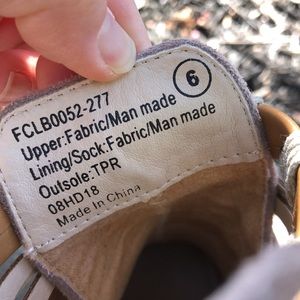 FCLB0052-277
6
Upper:Fabric/Man made
Lining/Sock:Fabric/Man made
Outsole:TPR
08HD18
Made In China